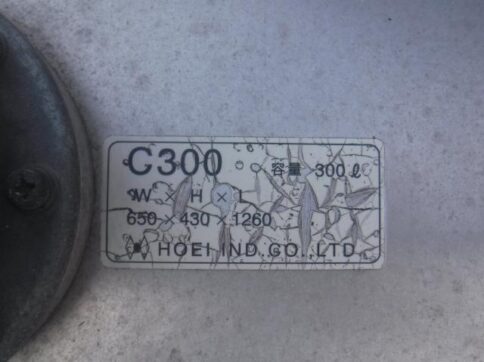 C300 容量 300ℓ
W × H × L
650 × 430 × 1260
HOEI IND. CO., LTD.